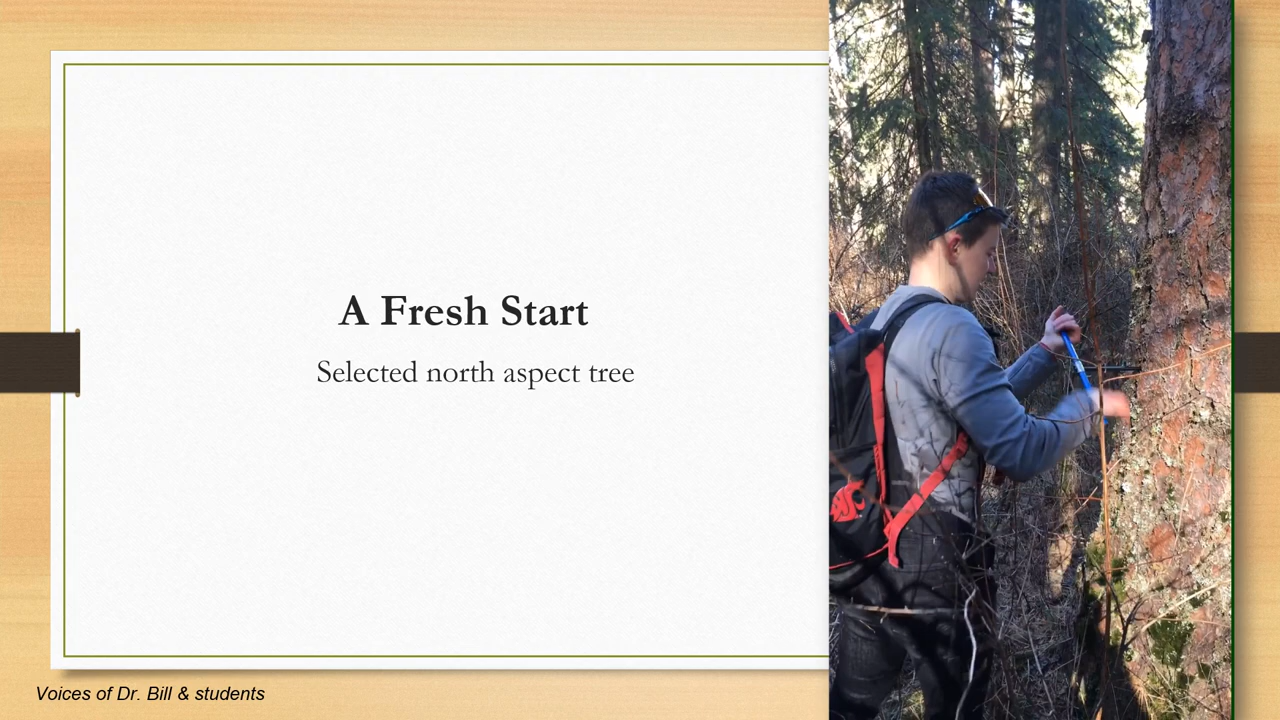 A Fresh Start
Selected north aspect tree
Voices of Dr. Bill & students